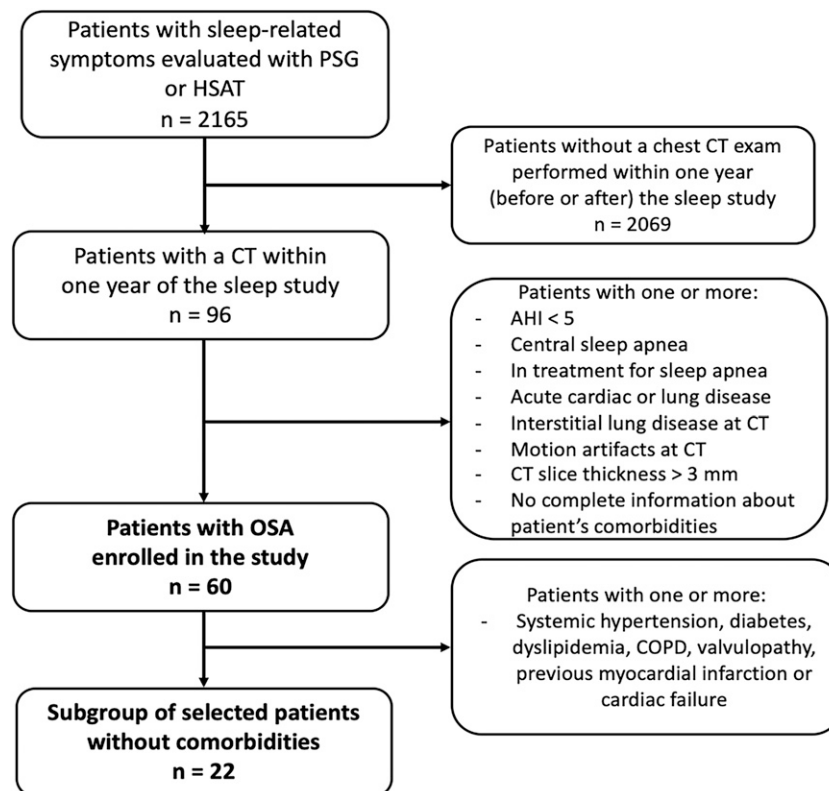 Patients with sleep-related
symptoms evaluated with PSG
or HSAT
n = 2165
Patients without a chest CT exam
performed within one year
(before or after) the sleep study
n = 2069
Patients with a CT within
one year of the sleep study
n = 96
Patients with one or more:
- AHI < 5
- Central sleep apnea
- In treatment for sleep apnea
- Acute cardiac or lung disease
- Interstitial lung disease at CT
- Motion artifacts at CT
- CT slice thickness > 3 mm
- No complete information about
patient's comorbidities
Patients with OSA
enrolled in the study
n = 60
Patients with one or more:
- Systemic hypertension, diabetes,
dyslipidemia, COPD, valvulopathy,
previous myocardial infarction or
cardiac failure
Subgroup of selected patients
without comorbidities
n = 22